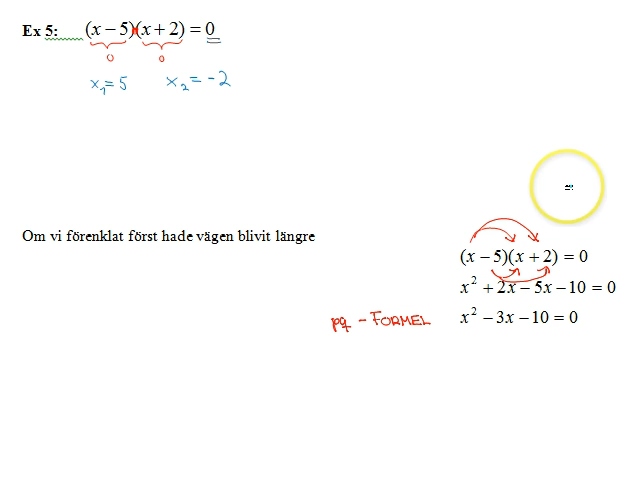 Ex 5: (x − 5)(x + 2) = 0
0 0
x₁ = 5 x₂ = −2
Om vi förenklat först hade vägen blivit längre
(x − 5)(x + 2) = 0
x² + 2x − 5x − 10 = 0
pq − FORMEL x² − 3x − 10 = 0